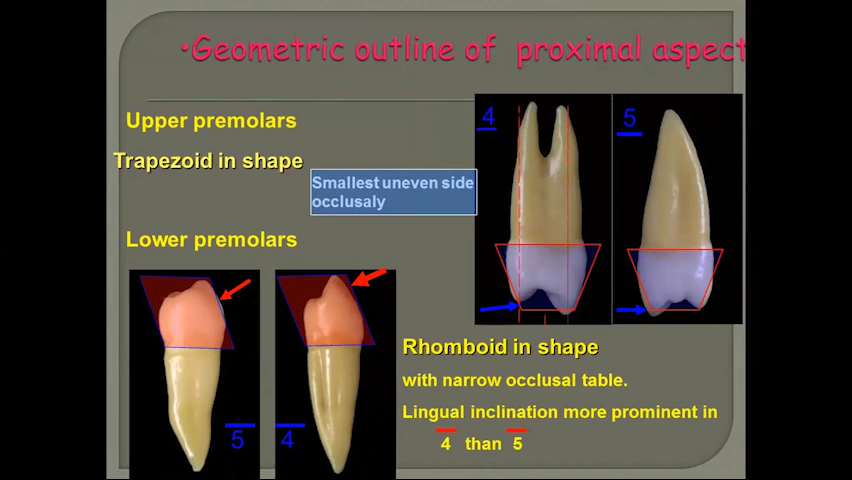 •Geometric outline of proximal aspect
Upper premolars
Trapezoid in shape
Smallest uneven side
occlusaly
4
5
Lower premolars
5
4
Rhomboid in shape
with narrow occlusal table.
Lingual inclination more prominent in
4 than 5